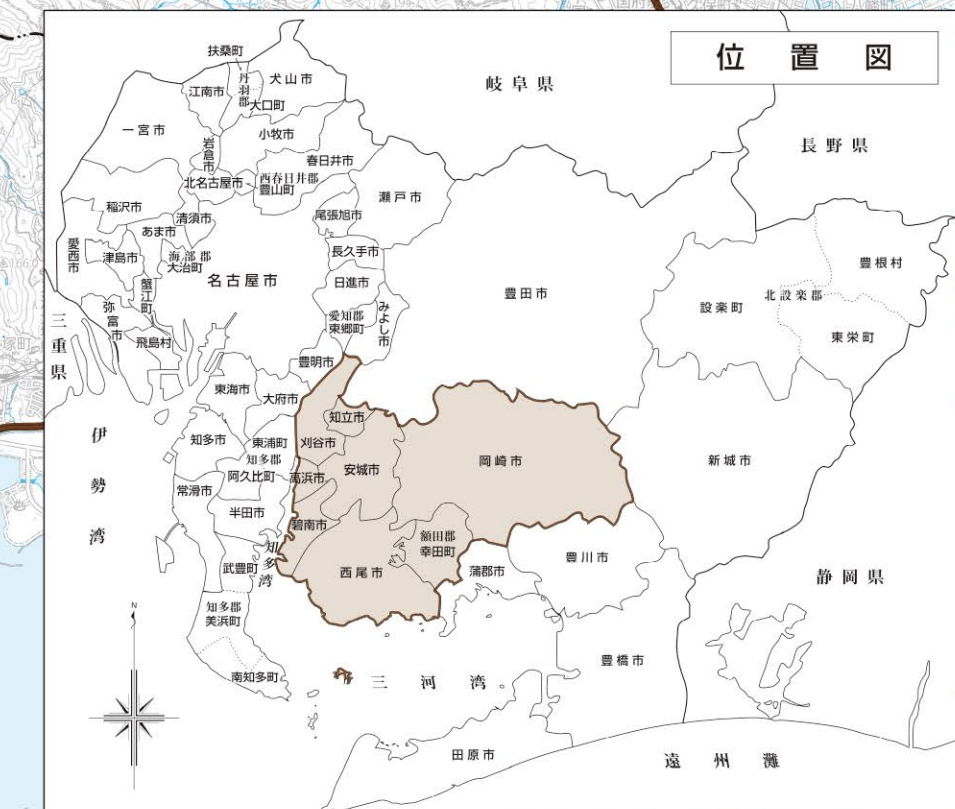 位置図
岐阜県
長野県
静岡県
三重県
伊勢湾
知多湾
三河湾
遠州灘
扶桑町
丹羽郡
大口町
犬山市
江南市
一宮市
小牧市
岩倉市
春日井市
西春日井郡
豊山町
北名古屋市
瀬戸市
稲沢市
清須市
尾張旭市
あま市
愛西市
津島市
海部郡
大治町
名古屋市
長久手市
日進市
蟹江町
弥富市
飛島村
愛知郡
東郷町
みよし市
豊田市
設楽町
北設楽郡
豊根村
東栄町
豊明市
東海市
大府市
知立市
刈谷市
知多市
東浦町
知多郡
阿久比町
高浜市
安城市
岡崎市
新城市
常滑市
半田市
碧南市
額田郡
幸田町
西尾市
蒲郡市
豊川市
武豊町
知多郡
美浜町
南知多町
豊橋市
田原市
N